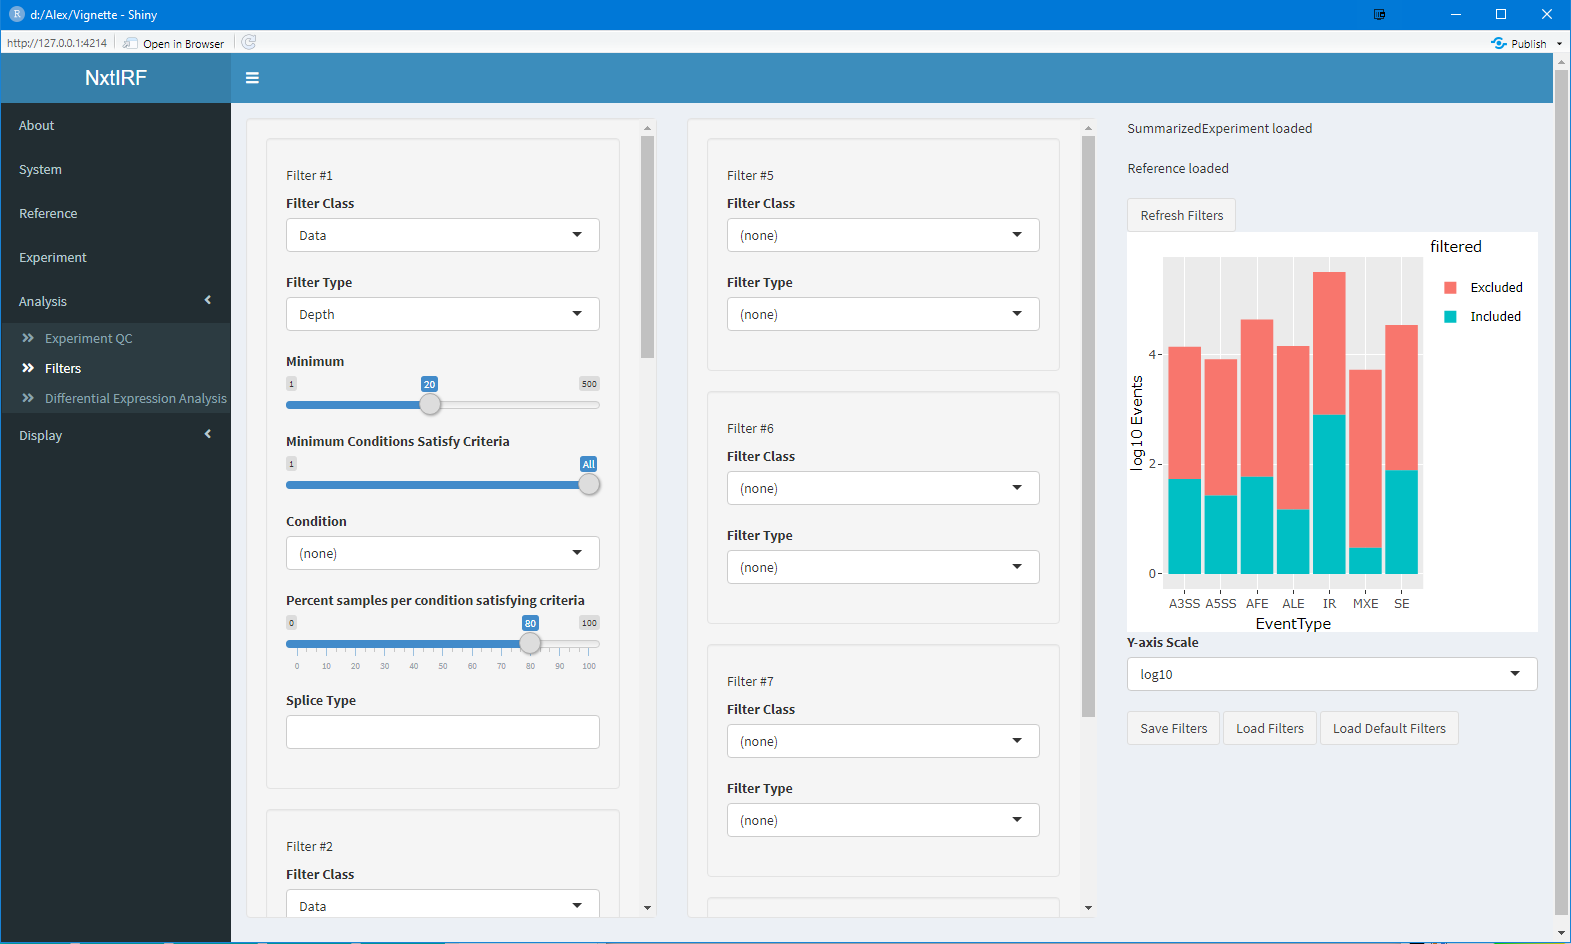 d:/Alex/Vignette - Shiny
http://127.0.0.1:4214
Open in Browser
Publish
NxtIRF
About
System
Reference
Experiment
Analysis
Experiment QC
Filters
Differential Expression Analysis
Display
Filter #1
Filter Class
Data
Filter Type
Depth
Minimum
1 20 500
Minimum Conditions Satisfy Criteria
1 All
Condition
(none)
Percent samples per condition satisfying criteria
0 80 100
0 10 20 30 40 50 60 70 80 90 100
Splice Type
Filter #2
Filter Class
Data
Filter #5
Filter Class
(none)
Filter Type
(none)
Filter #6
Filter Class
(none)
Filter Type
(none)
Filter #7
Filter Class
(none)
Filter Type
(none)
SummarizedExperiment loaded
Reference loaded
Refresh Filters
filtered
Excluded
Included
log10 Events
4
2
0
A3SS A5SS AFE ALE IR MXE SE
EventType
Y-axis Scale
log10
Save Filters Load Filters Load Default Filters